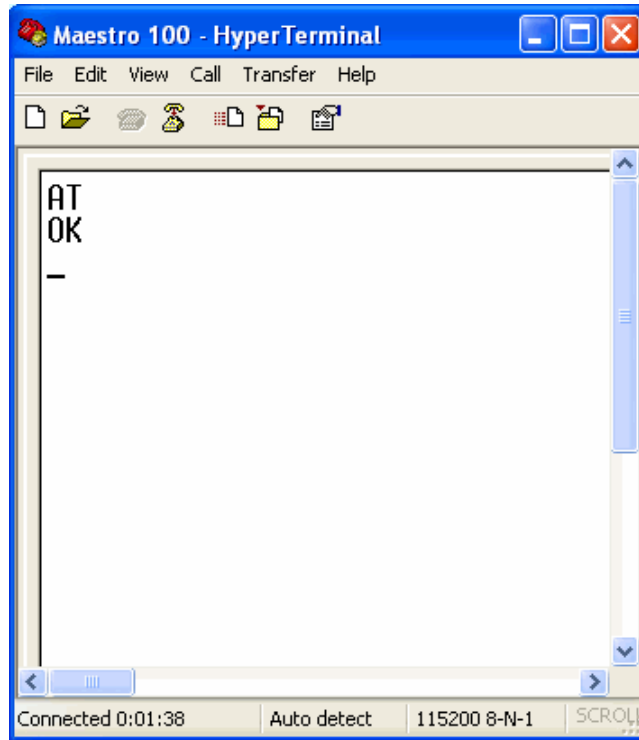 Maestro 100 - HyperTerminal
File Edit View Call Transfer Help
AT
OK
_
Connected 0:01:38 Auto detect 115200 8-N-1 SCROLL